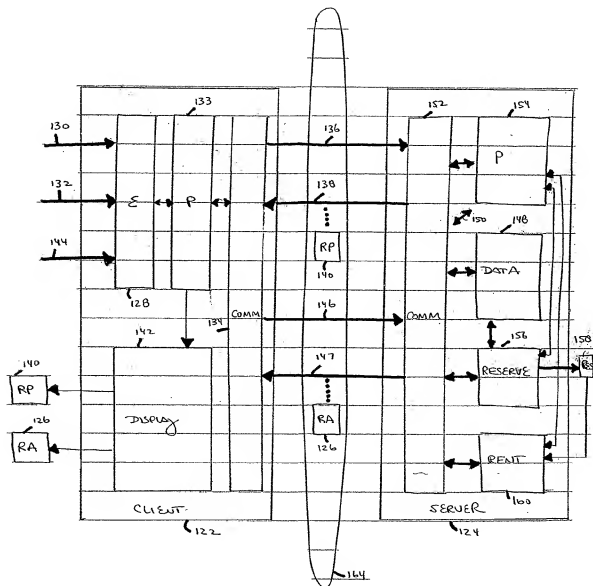 133
152
154
130
136
P
132
138
Σ
P
150
148
144
RP
140
DATA
128
134
COMM
146
COMM
142
156
158
140
147
RESERVE
RES
RP
DISPLAY
RA
126
126
RENT
RA
160
CLIENT
SERVER
122
124
164